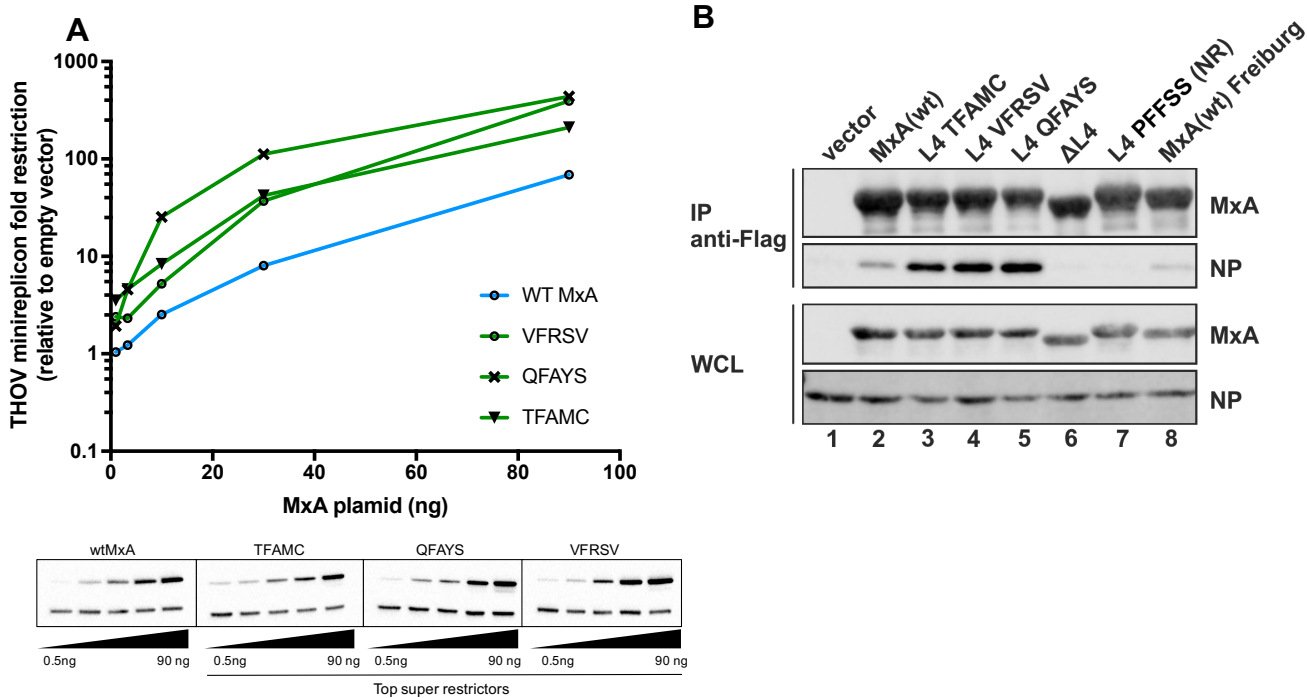 A
THOV minireplicon fold restriction
(relative to empty vector)
1000
100
10
1
0.1
0
20
40
60
80
100
MxA plamid (ng)
WT MxA
VFRSV
QFAYS
TFAMC
wtMxA
TFAMC
QFAYS
VFRSV
0.5ng
90 ng
0.5ng
90 ng
0.5ng
90 ng
0.5ng
90 ng
Top super restrictors
B
vector
MxA(wt)
L4 TFAMC
L4 VFRSV
L4 QFAYS
ΔL4
L4 PFFSS (NR)
MxA(wt) Freiburg
IP
anti-Flag
MxA
NP
WCL
MxA
NP
1 2 3 4 5 6 7 8